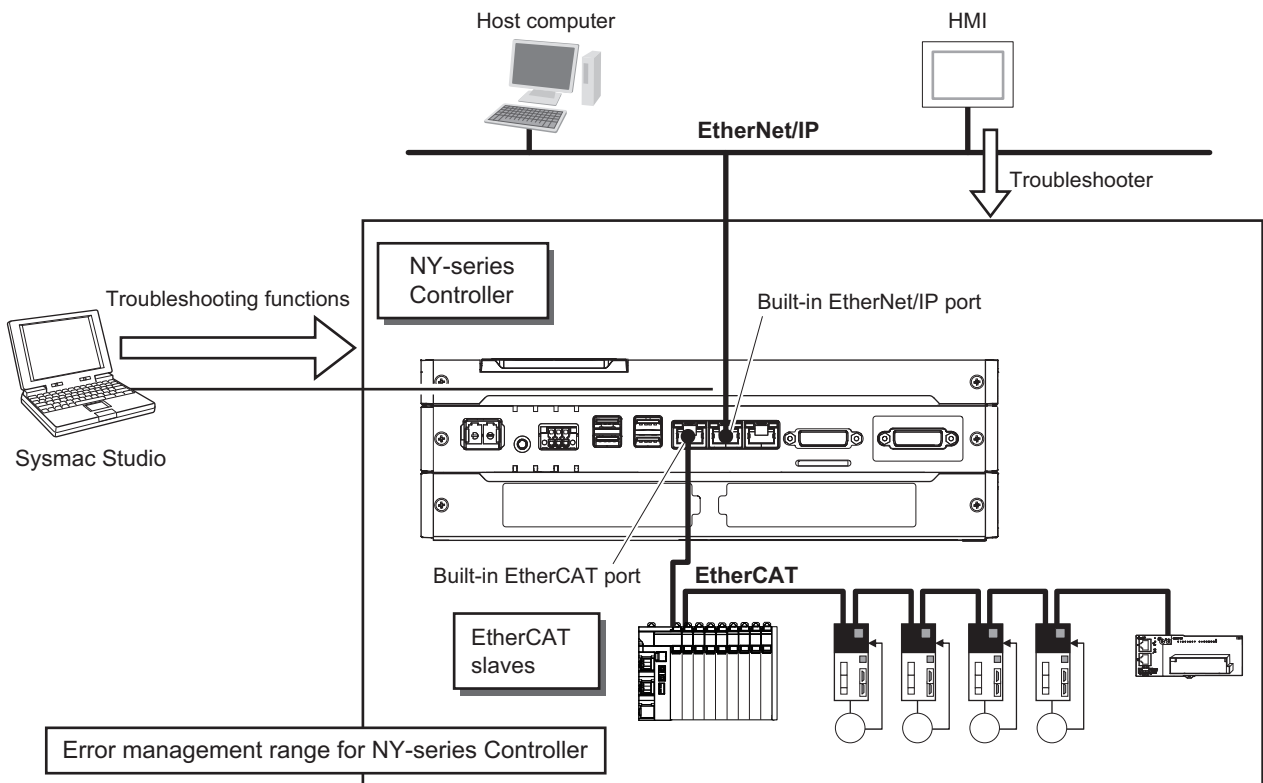 Host computer
HMI
EtherNet/IP
Troubleshooter
NY-series
Controller
Troubleshooting functions
Built-in EtherNet/IP port
Sysmac Studio
Built-in EtherCAT port
EtherCAT
EtherCAT
slaves
Error management range for NY-series Controller